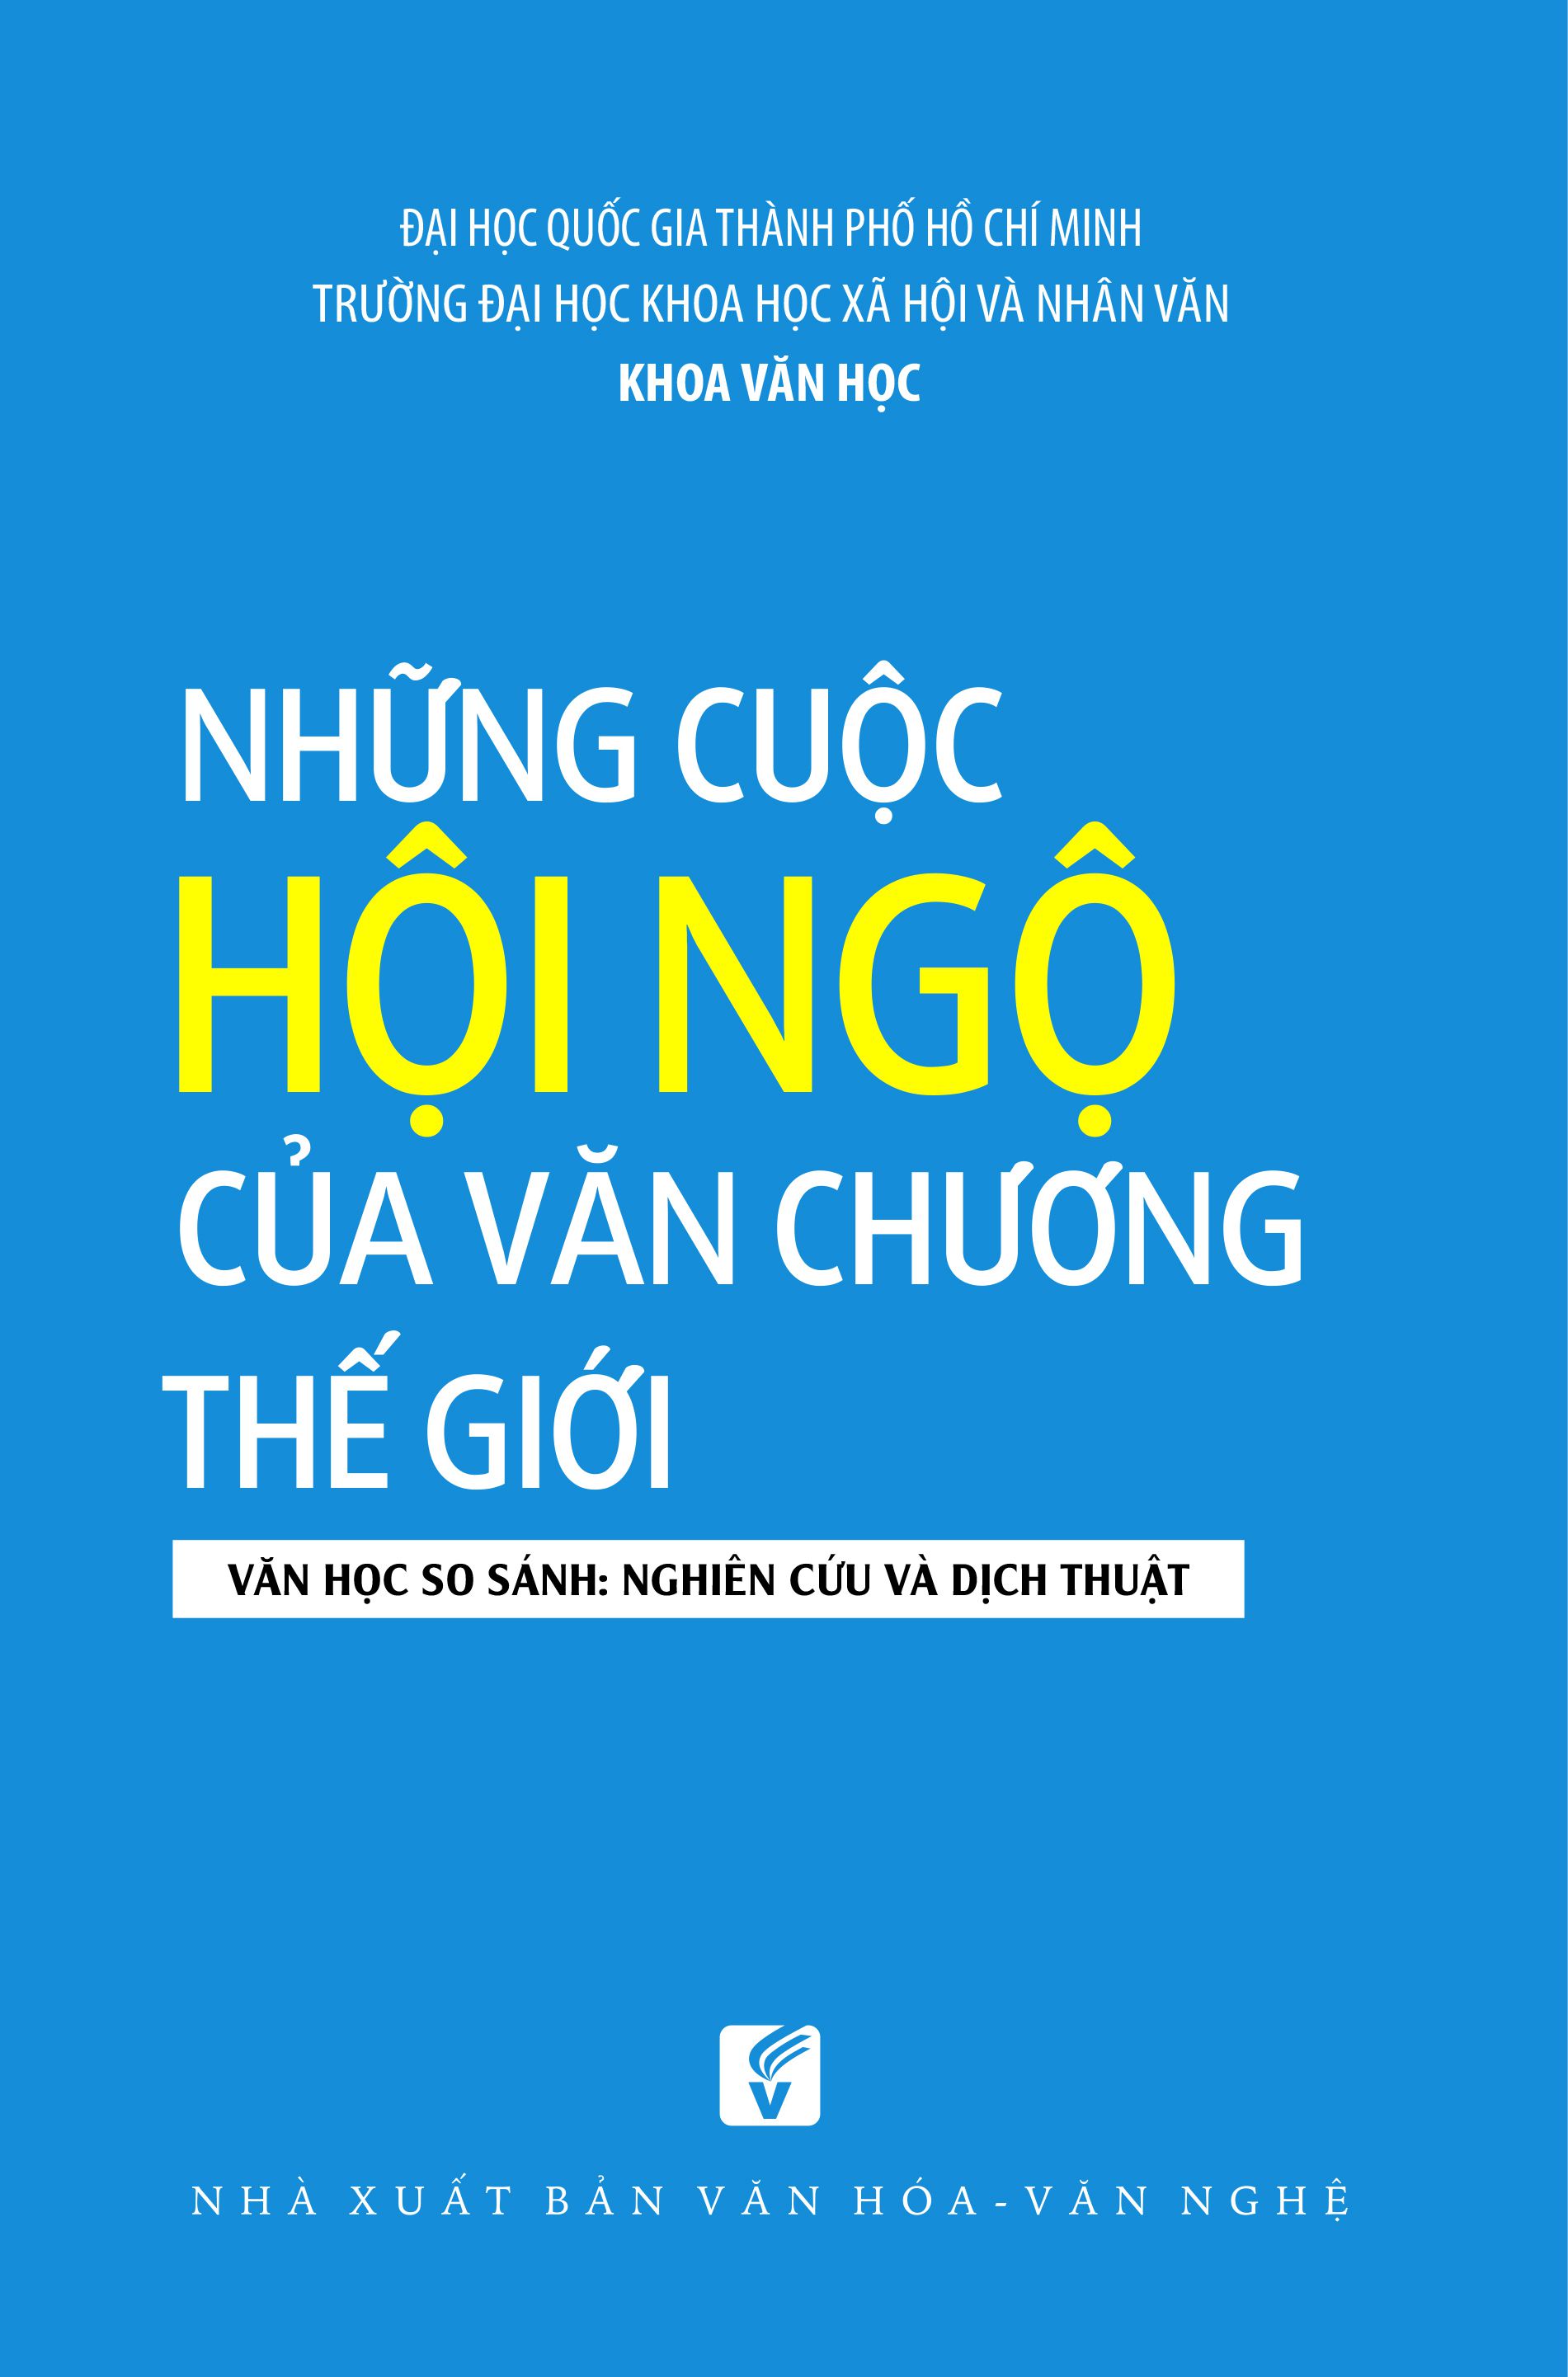 ĐẠI HỌC QUỐC GIA THÀNH PHỐ HỒ CHÍ MINH
TRƯỜNG ĐẠI HỌC KHOA HỌC XÃ HỘI VÀ NHÂN VĂN
KHOA VĂN HỌC
NHỮNG CUỘC
HỘI NGỘ
CỦA VĂN CHƯƠNG
THẾ GIỚI
VĂN HỌC SO SÁNH: NGHIÊN CỨU VÀ DỊCH THUẬT
V
NHÀ XUẤT BẢN VĂN HÓA-VĂN NGHỆ